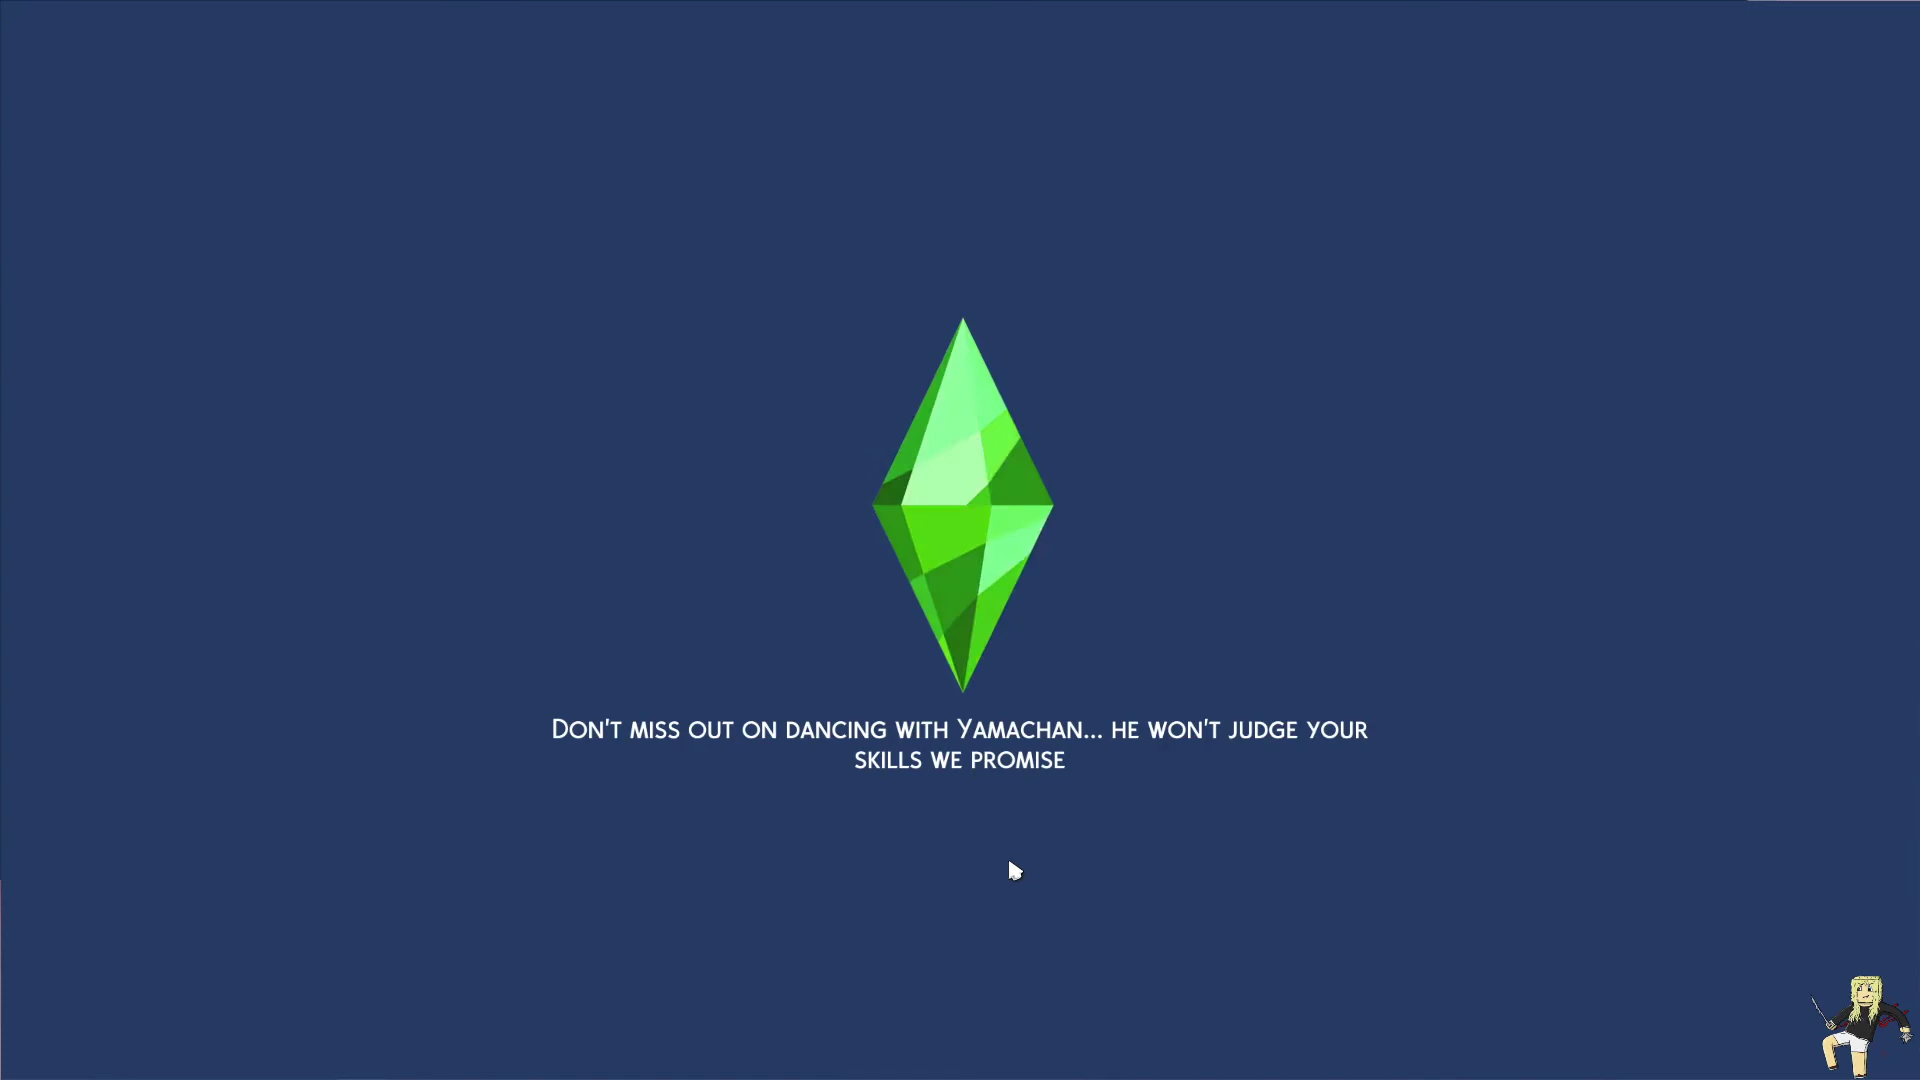 Don't miss out on dancing with Yamachan... he won't judge your
skills we promise